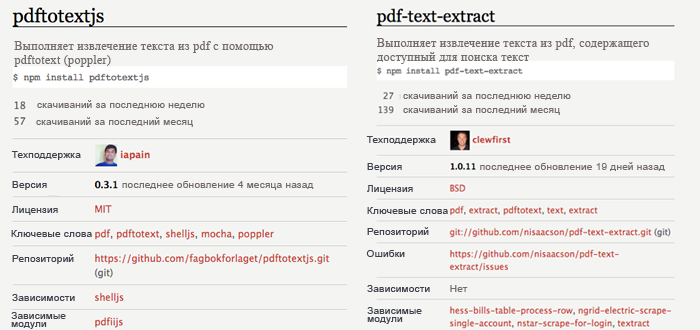 pdftotextjs
Выполняет извлечение текста из pdf с помощью
pdftotext (poppler)
$ npm install pdftotextjs
18 скачиваний за последнюю неделю
57 скачиваний за последний месяц
Техподдержка iapain
Версия 0.3.1 последнее обновление 4 месяца назад
Лицензия MIT
Ключевые слова pdf, pdftotext, shelljs, mocha, poppler
Репозиторий https://github.com/fagbokforlaget/pdftotextjs.git
(git)
Зависимости shelljs
Зависимые
модули pdfiijs
pdf-text-extract
Выполняет извлечение текста из pdf, содержащего
доступный для поиска текст
$ npm install pdf-text-extract
27 скачиваний за последнюю неделю
139 скачиваний за последний месяц
Техподдержка clewfirst
Версия 1.0.11 последнее обновление 19 дней назад
Лицензия BSD
Ключевые слова pdf, extract, pdftotext, text, extract
Репозиторий git://github.com/nisaacson/pdf-text-extract.git (git)
Ошибки https://github.com/nisaacson/pdf-text-
extract/issues
Зависимости Нет
Зависимые hess-bills-table-process-row, ngrid-electric-scrape-
модули single-account, nstar-scrape-for-login, textract